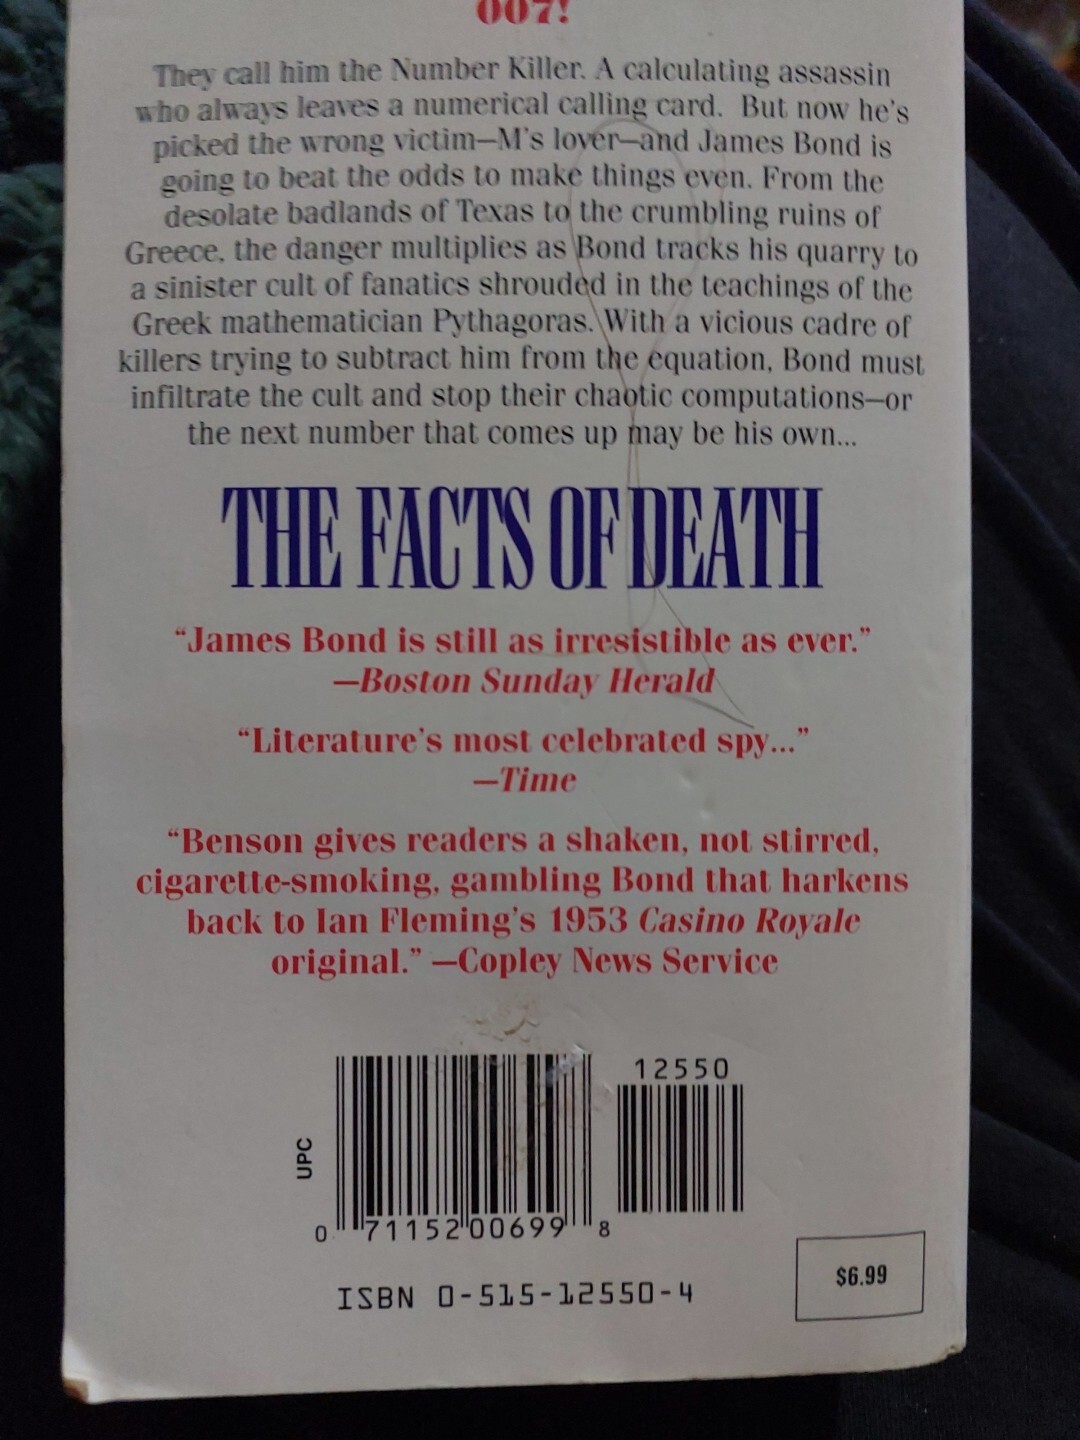 007!
They call him the Number Killer. A calculating assassin
who always leaves a numerical calling card. But now he's
picked the wrong victim—M's lover—and James Bond is
going to beat the odds to make things even. From the
desolate badlands of Texas to the crumbling ruins of
Greece, the danger multiplies as Bond tracks his quarry to
a sinister cult of fanatics shrouded in the teachings of the
Greek mathematician Pythagoras. With a vicious cadre of
killers trying to subtract him from the equation, Bond must
infiltrate the cult and stop their chaotic computations—or
the next number that comes up may be his own...
THE FACTS OF DEATH
“James Bond is still as irresistible as ever.”
—Boston Sunday Herald
“Literature's most celebrated spy...”
—Time
“Benson gives readers a shaken, not stirred,
cigarette-smoking, gambling Bond that harkens
back to Ian Fleming's 1953 Casino Royale
original.” —Copley News Service
12550
UPC
0 71152 00699 8
ISBN 0-515-12550-4
$6.99